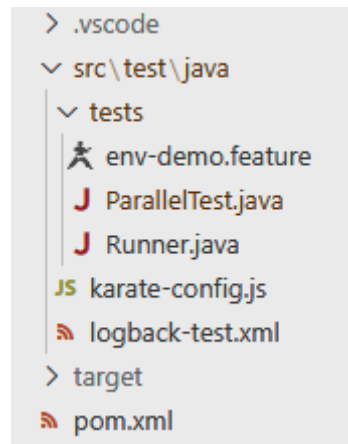 .vscode
src\test\java
tests
env-demo.feature
J ParallelTest.java
J Runner.java
JS karate-config.js
logback-test.xml
target
pom.xml